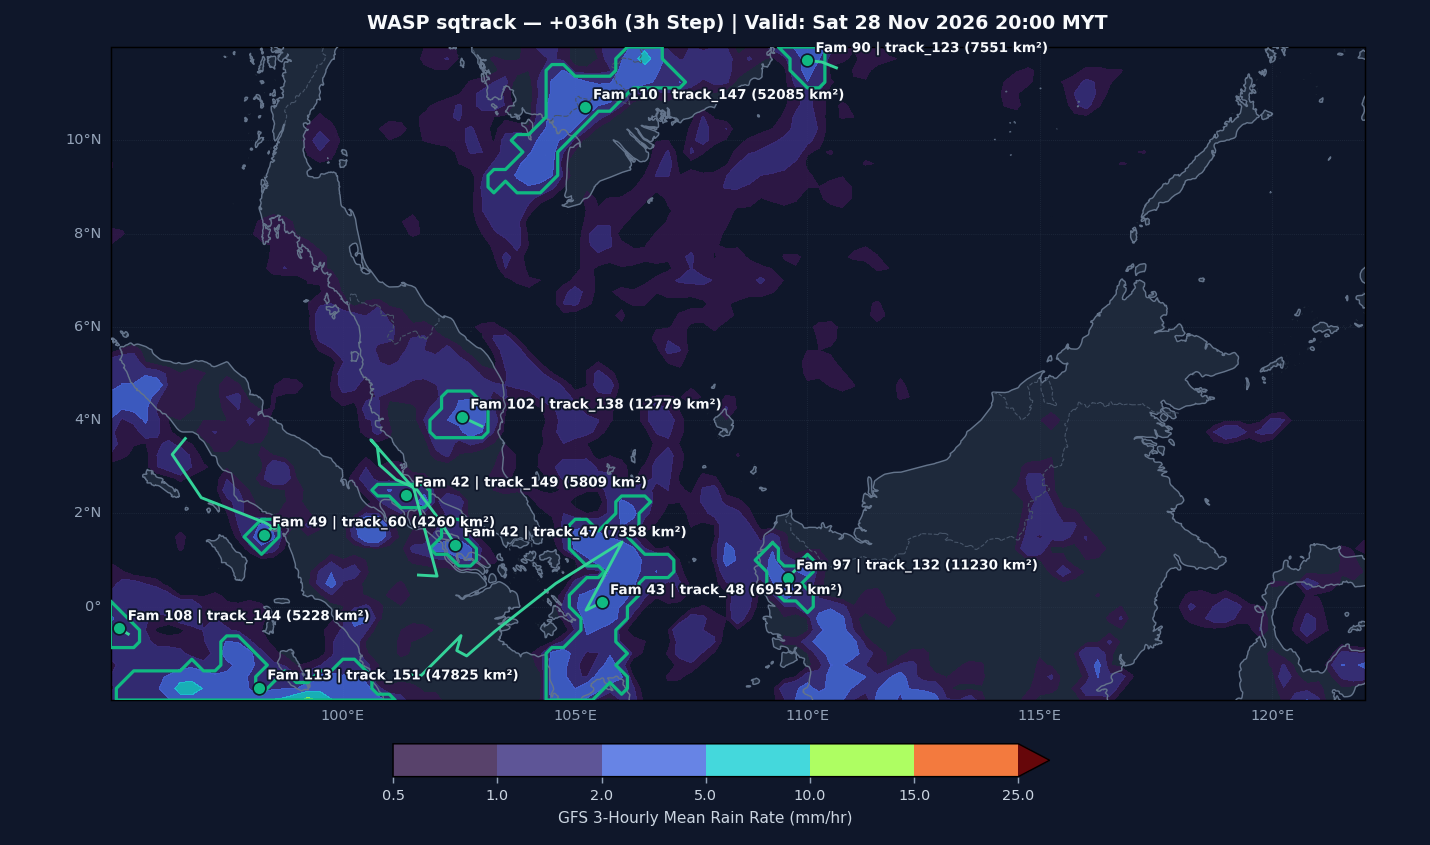 WASP sqtrack — +036h (3h Step) | Valid: Sat 28 Nov 2026 20:00 MYT
Fam 90 | track_123 (7551 km²)
Fam 110 | track_147 (52085 km²)
10°N
8°N
6°N
Fam 102 | track_138 (12779 km²)
4°N
Fam 42 | track_149 (5809 km²)
2°N
Fam 49 | track_60 (4260 km²)
Fam 42 | track_47 (7358 km²)
Fam 97 | track_132 (11230 km²)
Fam 43 | track_48 (69512 km²)
0°
Fam 108 | track_144 (5228 km²)
Fam 113 | track_151 (47825 km²)
100°E 105°E 110°E 115°E 120°E
0.5 1.0 2.0 5.0 10.0 15.0 25.0
GFS 3-Hourly Mean Rain Rate (mm/hr)